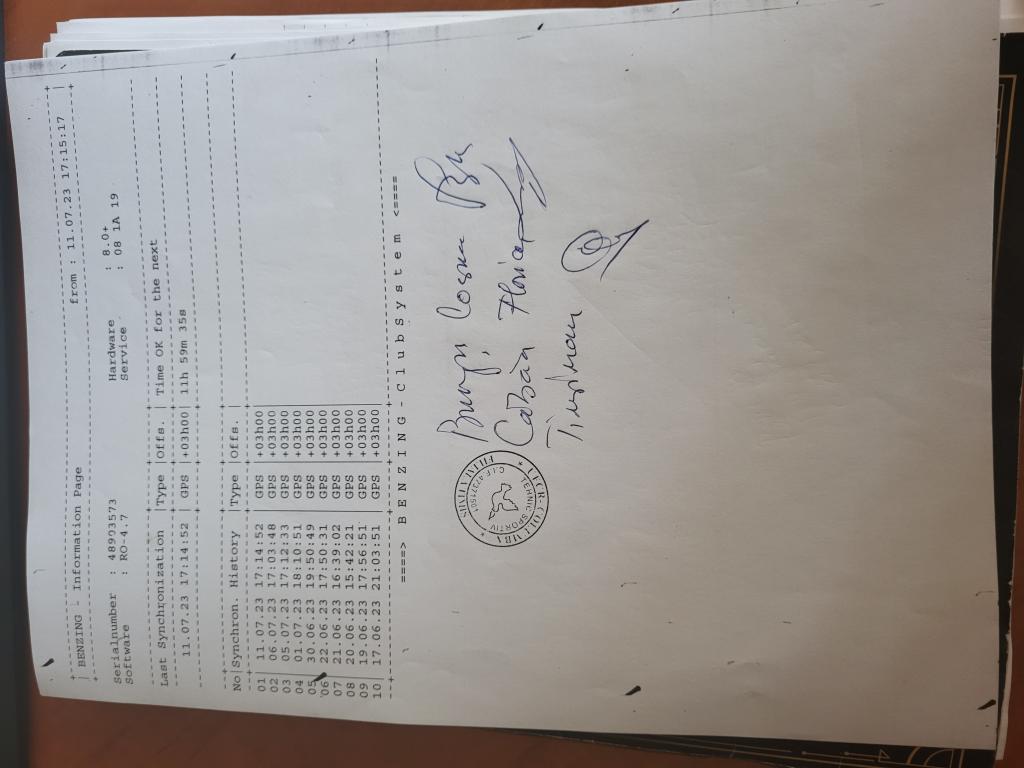 BENZING - Information Page from : 11.07.23 17:15:17
Serialnumber : 48903573 Hardware : 8.0+
Software : RO-4.7 Service : 08 1A 19
Last Synchronization |Type |Offs. | Time OK for the next
11.07.23 17:14:52 | GPS |+03h00| 11h 59m 35s
No|Synchron. History |Type |Offs. |
01 | 11.07.23 17:14:52 | GPS |+03h00
02 | 06.07.23 17:03:48 | GPS |+03h00
03 | 05.07.23 17:12:33 | GPS |+03h00
04 | 01.07.23 18:10:51 | GPS |+03h00
05 | 30.06.23 19:50:49 | GPS |+03h00
06 | 22.06.23 17:50:31 | GPS |+03h00
07 | 21.06.23 16:39:02 | GPS |+03h00
08 | 20.06.23 15:42:21 | GPS |+03h00
09 | 19.06.23 17:56:51 | GPS |+03h00
10 | 17.06.23 21:03:51 | GPS |+03h00
====> B E N Z I N G - C l u b S y s t e m <====
TEHNIC SPORTIV